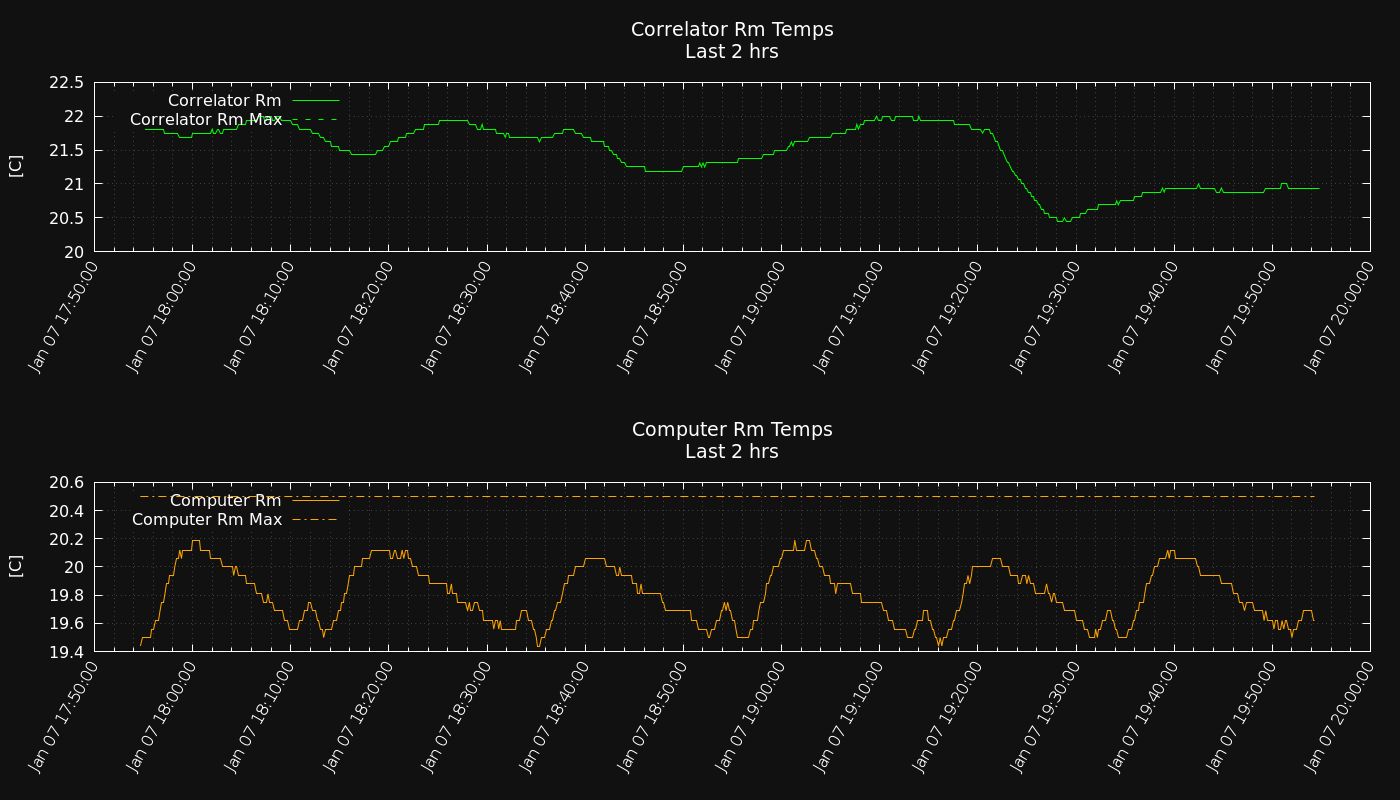 Correlator Rm Temps
Last 2 hrs
22.5
22
21.5
21
20.5
20
[C]
Correlator Rm
Correlator Rm Max
Jan 07 17:50:00
Jan 07 18:00:00
Jan 07 18:10:00
Jan 07 18:20:00
Jan 07 18:30:00
Jan 07 18:40:00
Jan 07 18:50:00
Jan 07 19:00:00
Jan 07 19:10:00
Jan 07 19:20:00
Jan 07 19:30:00
Jan 07 19:40:00
Jan 07 19:50:00
Jan 07 20:00:00
Computer Rm Temps
Last 2 hrs
20.6
20.4
20.2
20
19.8
19.6
19.4
[C]
Computer Rm
Computer Rm Max
Jan 07 17:50:00
Jan 07 18:00:00
Jan 07 18:10:00
Jan 07 18:20:00
Jan 07 18:30:00
Jan 07 18:40:00
Jan 07 18:50:00
Jan 07 19:00:00
Jan 07 19:10:00
Jan 07 19:20:00
Jan 07 19:30:00
Jan 07 19:40:00
Jan 07 19:50:00
Jan 07 20:00:00